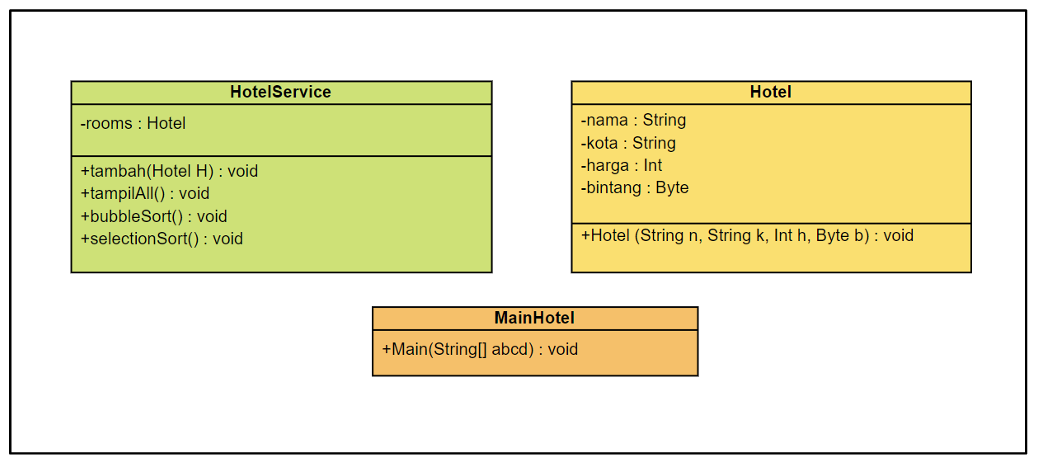 HotelService
-rooms : Hotel
+tambah(Hotel H) : void
+tampilAll() : void
+bubbleSort() : void
+selectionSort() : void
Hotel
-nama : String
-kota : String
-harga : Int
-bintang : Byte
+Hotel (String n, String k, Int h, Byte b) : void
MainHotel
+Main(String[] abcd) : void